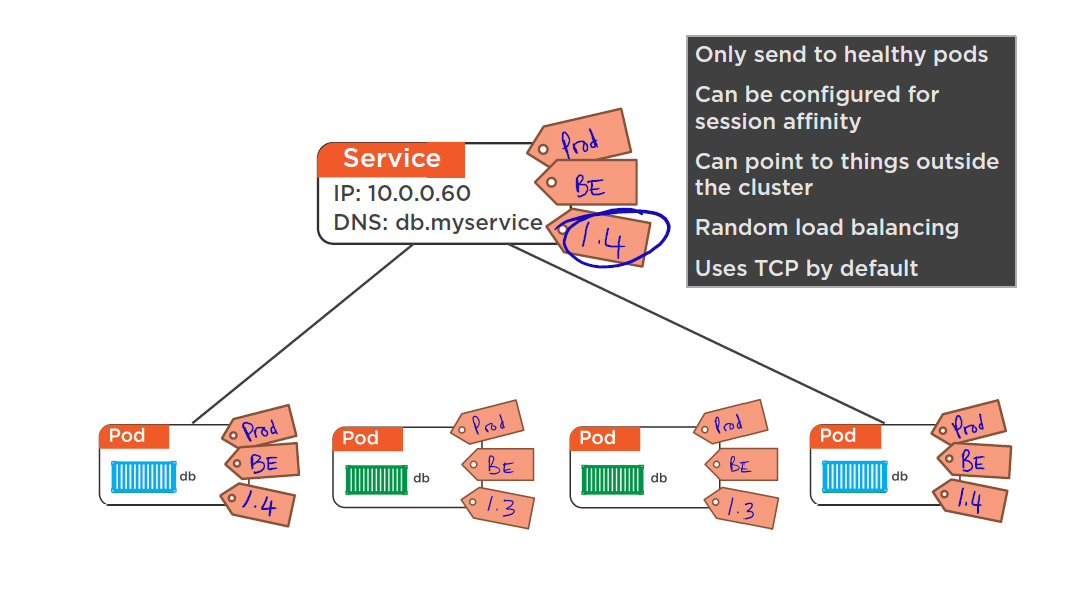 Only send to healthy pods
Can be configured for
session affinity
Can point to things outside
the cluster
Random load balancing
Uses TCP by default
Service
IP: 10.0.0.60
DNS: db.myservice
Prod
BE
1.4
Pod
db
Prod
BE
1.4
Pod
db
Prod
BE
1.3
Pod
db
Prod
BE
1.3
Pod
db
Prod
BE
1.4